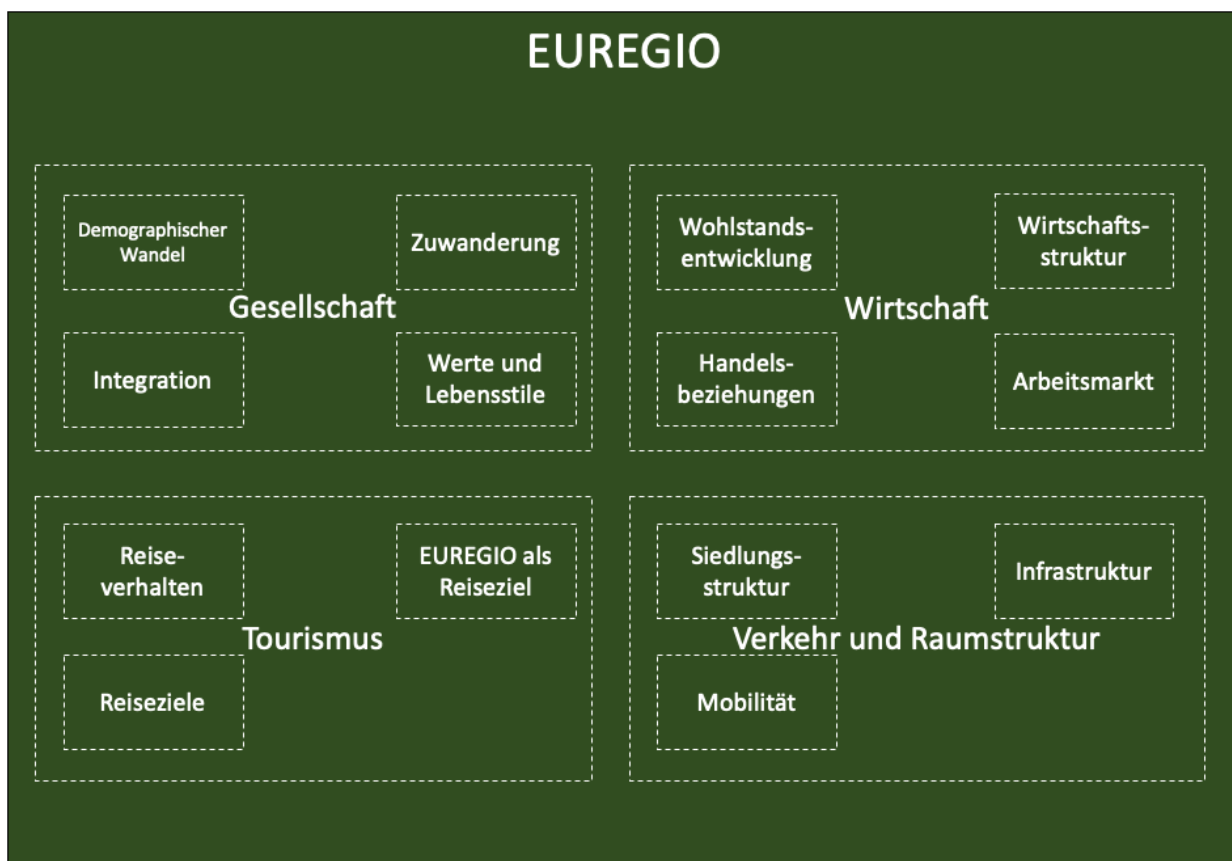 EUREGIO
Demographischer
Wandel
Zuwanderung
Gesellschaft
Integration
Werte und
Lebensstile
Wohlstands-
entwicklung
Wirtschafts-
struktur
Wirtschaft
Handels-
beziehungen
Arbeitsmarkt
Reise-
verhalten
EUREGIO als
Reiseziel
Tourismus
Reiseziele
Siedlungs-
struktur
Infrastruktur
Verkehr und Raumstruktur
Mobilität